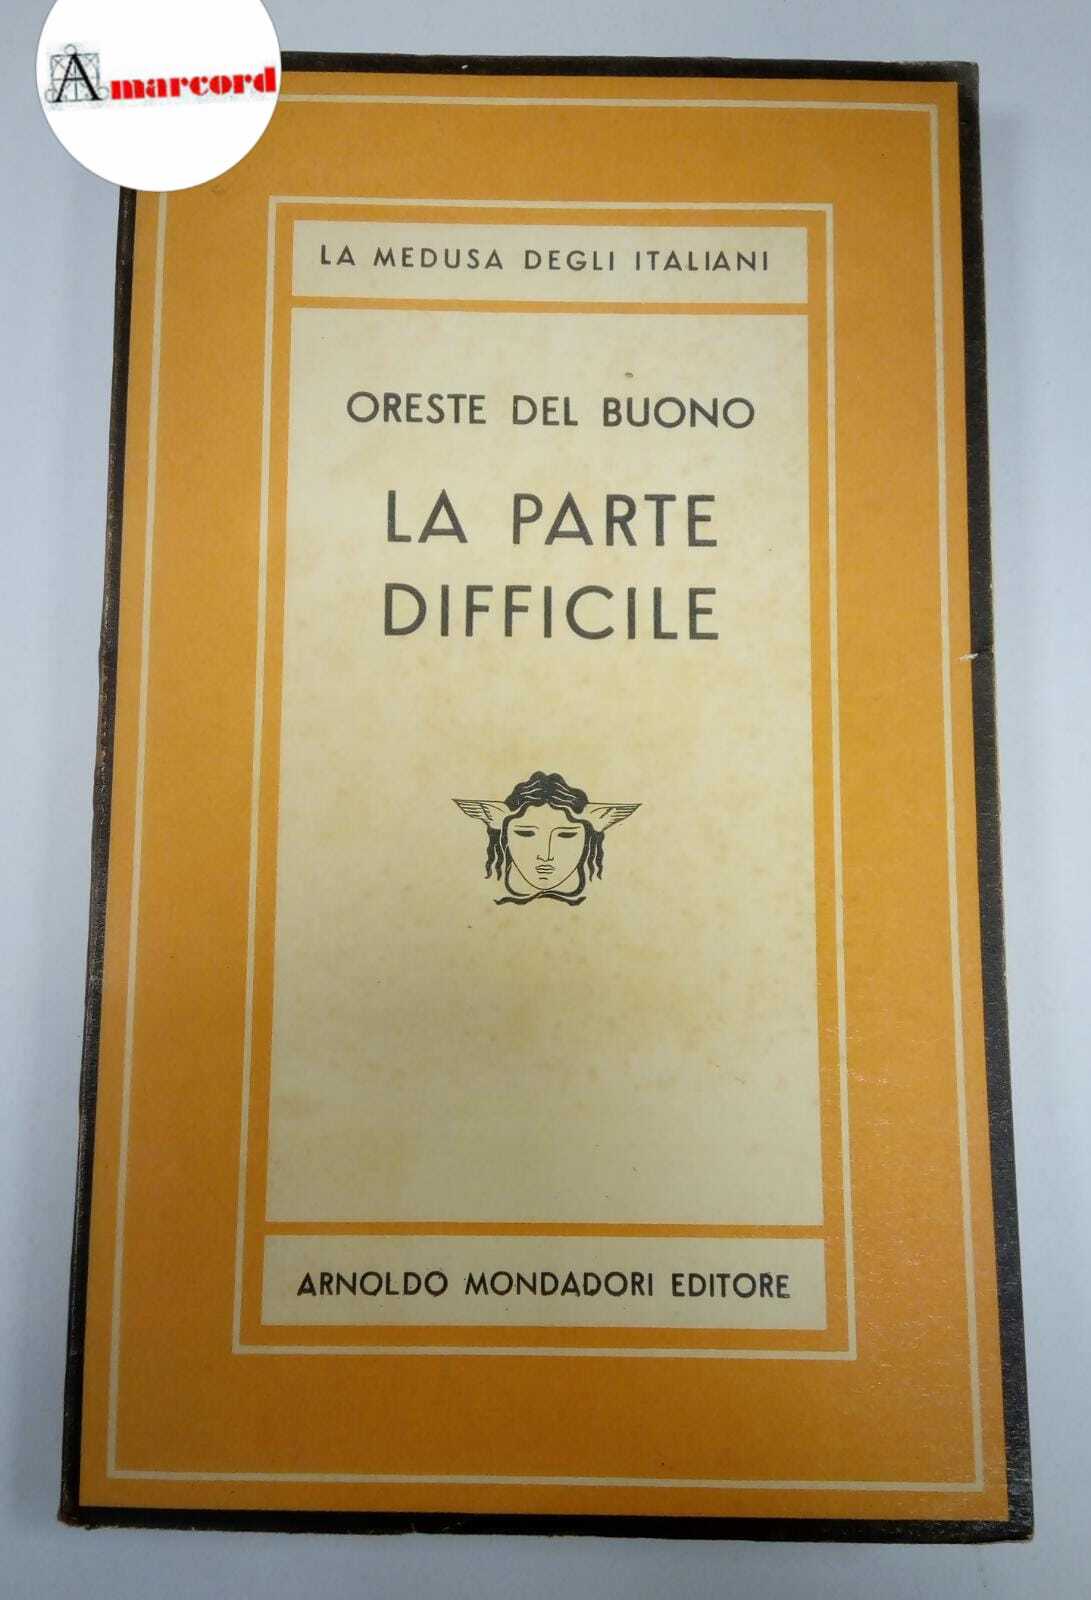 Amarcord
LA MEDUSA DEGLI ITALIANI
ORESTE DEL BUONO
LA PARTE
DIFFICILE
ARNOLDO MONDADORI EDITORE